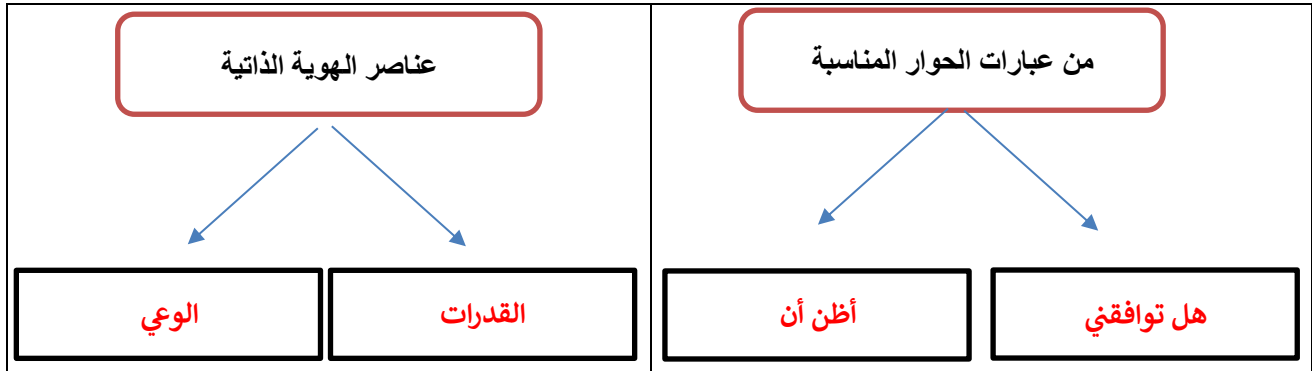 من عبارات الحوار المناسبة
هل توافقني
أظن أن
عناصر الهوية الذاتية
القدرات
الوعي